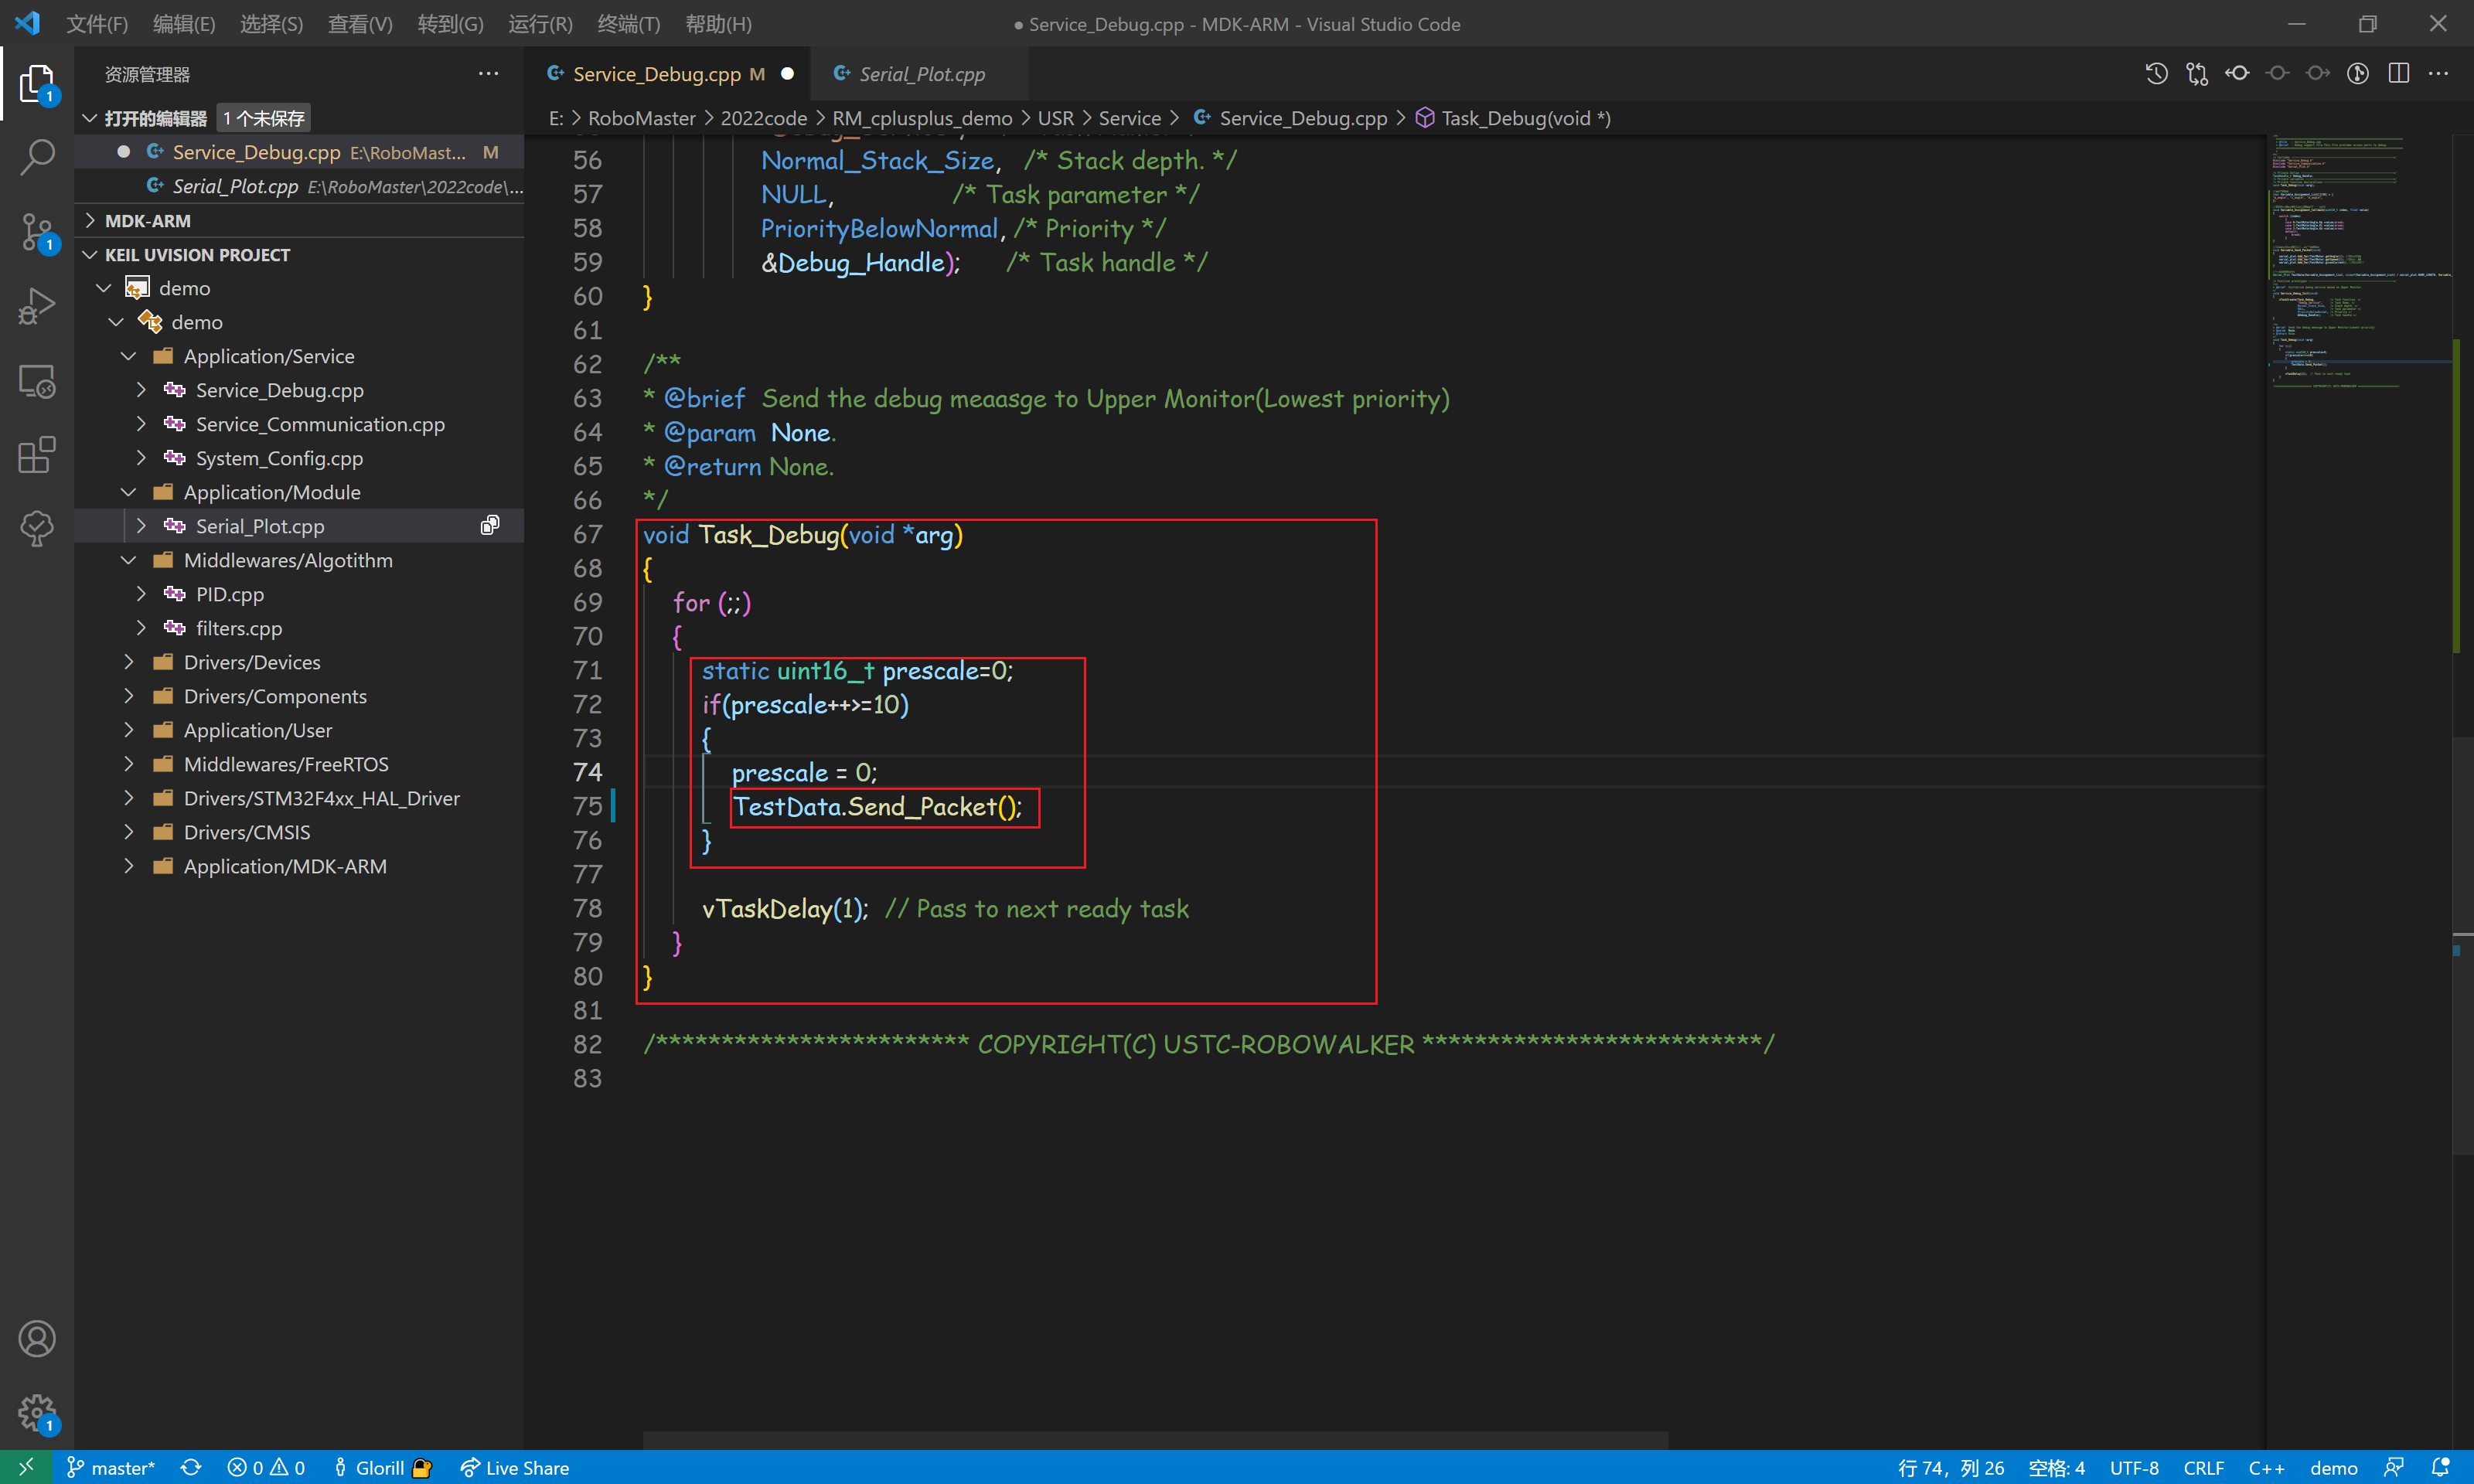 文件(F) 编辑(E) 选择(S) 查看(V) 转到(G) 运行(R) 终端(T) 帮助(H) ● Service_Debug.cpp - MDK-ARM - Visual Studio Code
资源管理器 ···
Service_Debug.cpp M
Serial_Plot.cpp
E: > RoboMaster > 2022code > RM_cplusplus_demo > USR > Service > Service_Debug.cpp > Task_Debug(void *)
打开的编辑器 1 个未保存
Service_Debug.cpp E:\RoboMast... M
Serial_Plot.cpp E:\RoboMaster\2022code\...
MDK-ARM
KEIL UVISION PROJECT
demo
demo
Application/Service
Service_Debug.cpp
Service_Communication.cpp
System_Config.cpp
Application/Module
Serial_Plot.cpp
Middlewares/Algotithm
PID.cpp
filters.cpp
Drivers/Devices
Drivers/Components
Application/User
Middlewares/FreeRTOS
Drivers/STM32F4xx_HAL_Driver
Drivers/CMSIS
Application/MDK-ARM
1
1
1
56 Normal_Stack_Size, /* Stack depth. */
57 NULL, /* Task parameter */
58 PriorityBelowNormal, /* Priority */
59 &Debug_Handle); /* Task handle */
60 }
61
62 /**
63 * @brief Send the debug meaasge to Upper Monitor(Lowest priority)
64 * @param None.
65 * @return None.
66 */
67 void Task_Debug(void *arg)
68 {
69 for (;;)
70 {
71 static uint16_t prescale=0;
72 if(prescale++>=10)
73 {
74 prescale = 0;
75 TestData.Send_Packet();
76 }
77
78 vTaskDelay(1); // Pass to next ready task
79 }
80 }
81
82 /************************ COPYRIGHT(C) USTC-ROBOWALKER **************************/
83
master* 0 0 Glorill Live Share 行 74，列 26 空格: 4 UTF-8 CRLF C++ demo